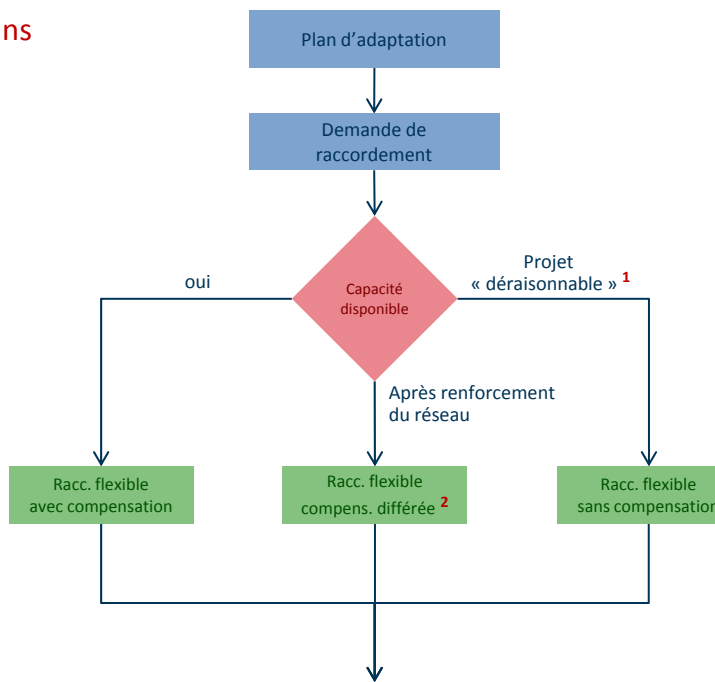 ns
Plan d'adaptation
Demande de
raccordement
oui
Capacité
disponible
Projet
« déraisonnable » 1
Après renforcement
du réseau
Racc. flexible
avec compensation
Racc. flexible
compens. différée 2
Racc. flexible
sans compensation